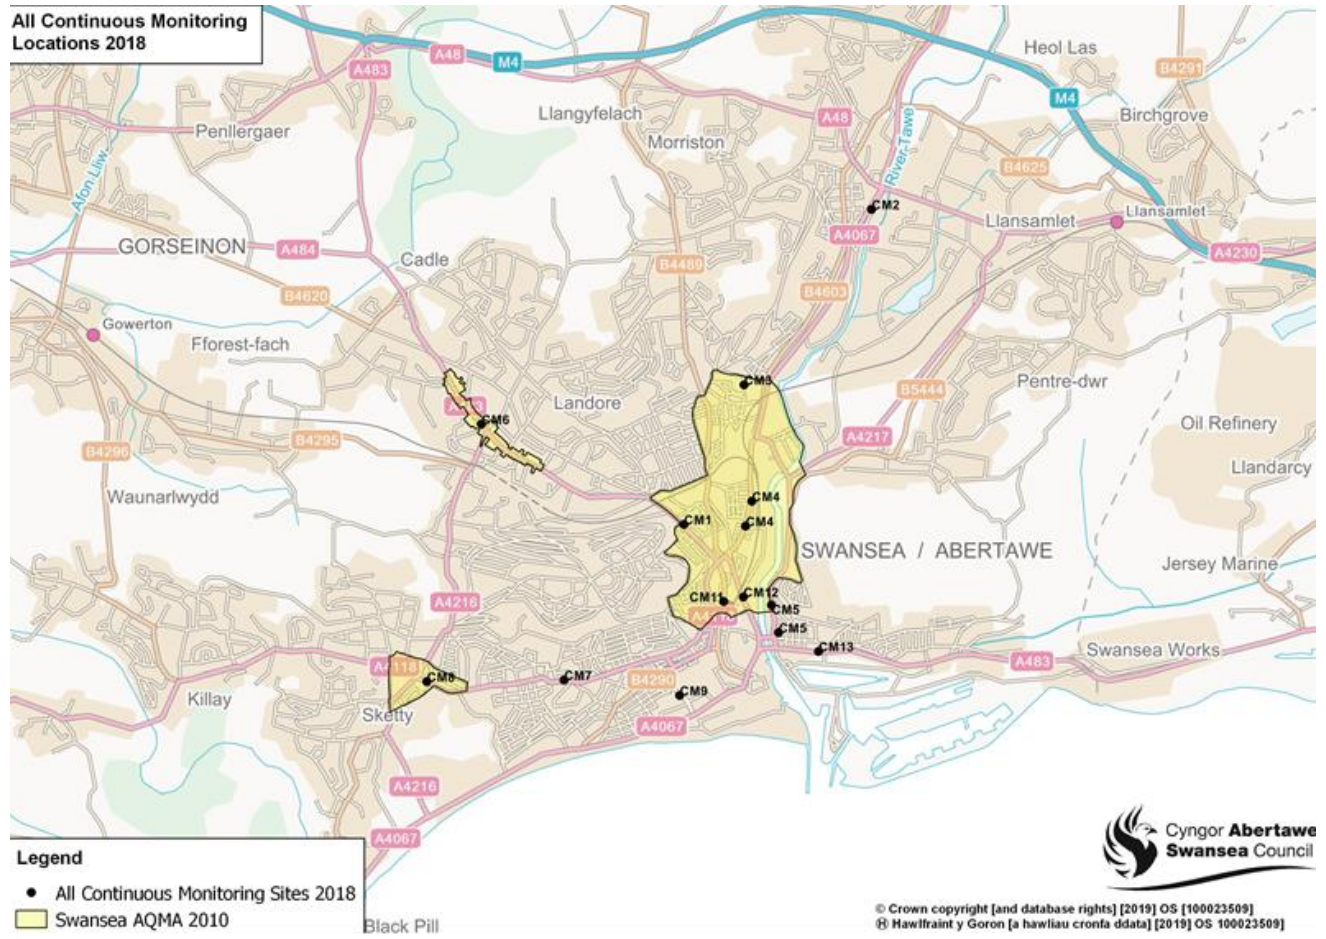 All Continuous Monitoring
Locations 2018
Heol Las
A48
M4
A483
B4291
M4
Llangyfelach
A48
Birchgrove
Penllergaer
River-Tawe
Morriston
Afon Lliw
B4625
CM2
Llansamlet
Llansamlet
A4067
GORSEINON
A484
A4230
Cadle
B4489
B4620
B4603
Gowerton
Fforest-fach
CM3
Pentre-dwr
B5444
Landore
CM6
Oil Refinery
A4217
B4295
B4296
Llandarcy
Waunarlwydd
CM4
CM1
CM4
SWANSEA / ABERTAWE
Jersey Marine
A4216
CM11
CM12
CM5
CM5
CM13
Swansea Works
A483
CM8
CM7
B4290
Killay
CM9
Sketty
A4067
A4216
A4067
Cyngor Abertawe
Swansea Council
Legend
All Continuous Monitoring Sites 2018
Swansea AQMA 2010
Black Pill
© Crown copyright [and database rights] [2019] OS [100023509]
Ⓗ Hawlfraint y Goron [a hawliau cronfa ddata] [2019] OS 100023509]